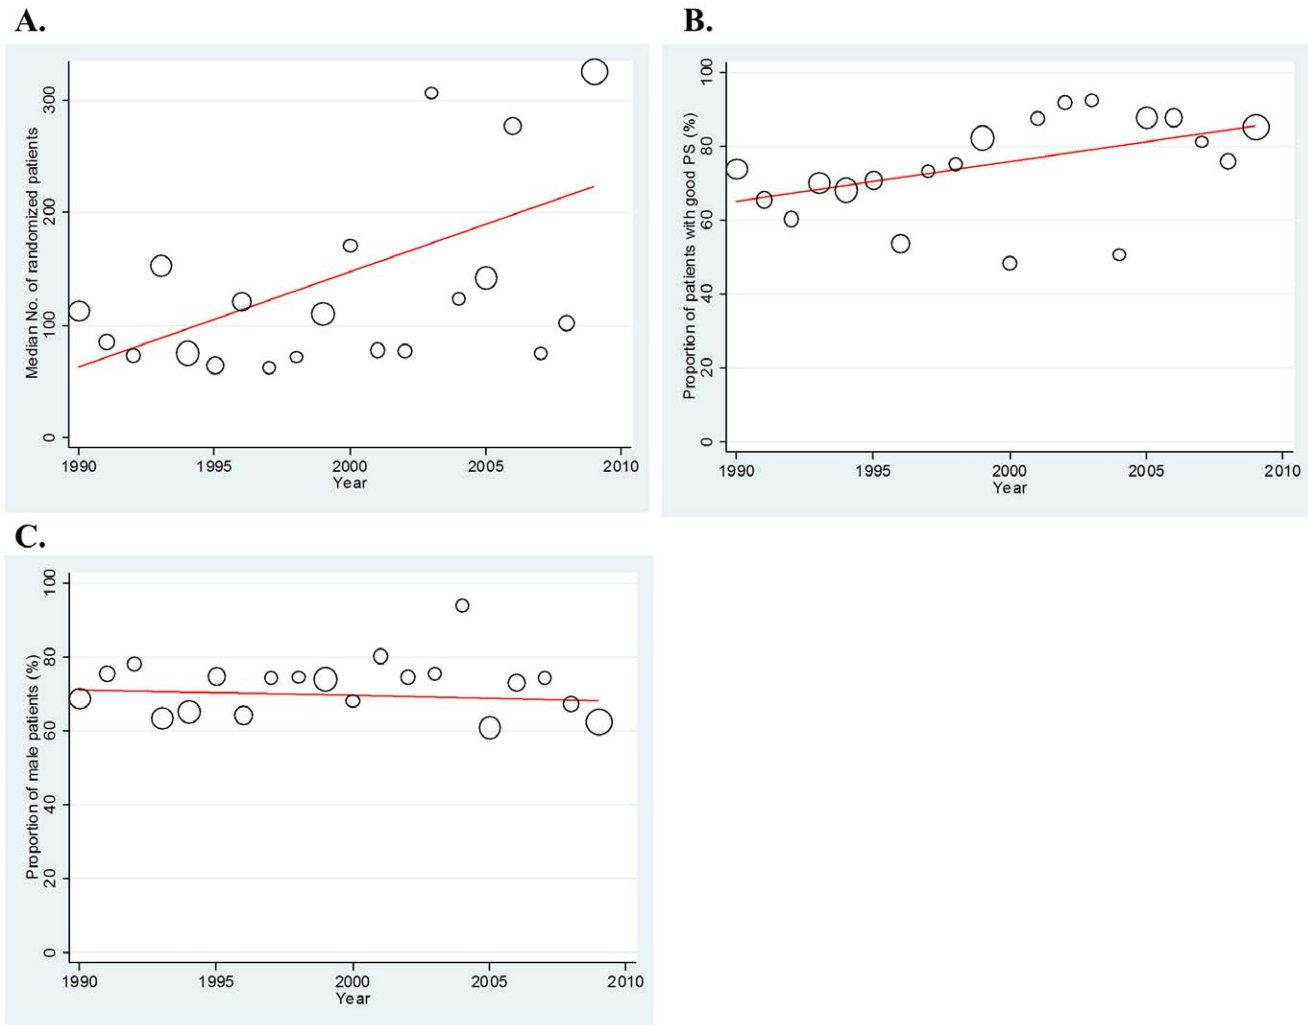 A.
B.
Median No. of randomized patients
300
200
100
0
1990 1995 2000 2005 2010
Year
Proportion of patients with good PS (%)
100
80
60
40
20
0
1990 1995 2000 2005 2010
Year
C.
Proportion of male patients (%)
100
80
60
40
20
0
1990 1995 2000 2005 2010
Year